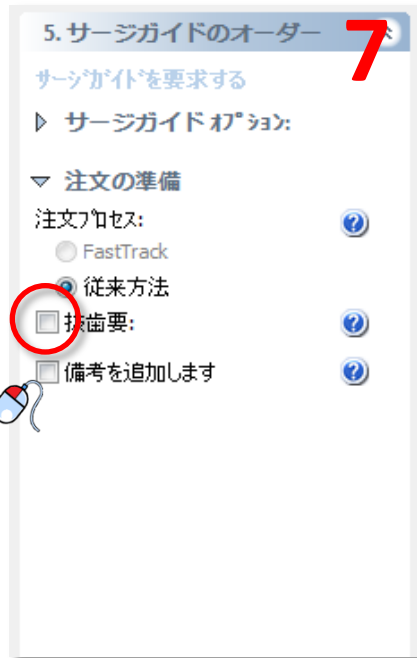 5. サージガイドのオーダー
7
サージガイドを要求する
サージガイド オプション:
注文の準備
注文プロセス:
FastTrack
従来方法
抜歯要:
備考を追加します